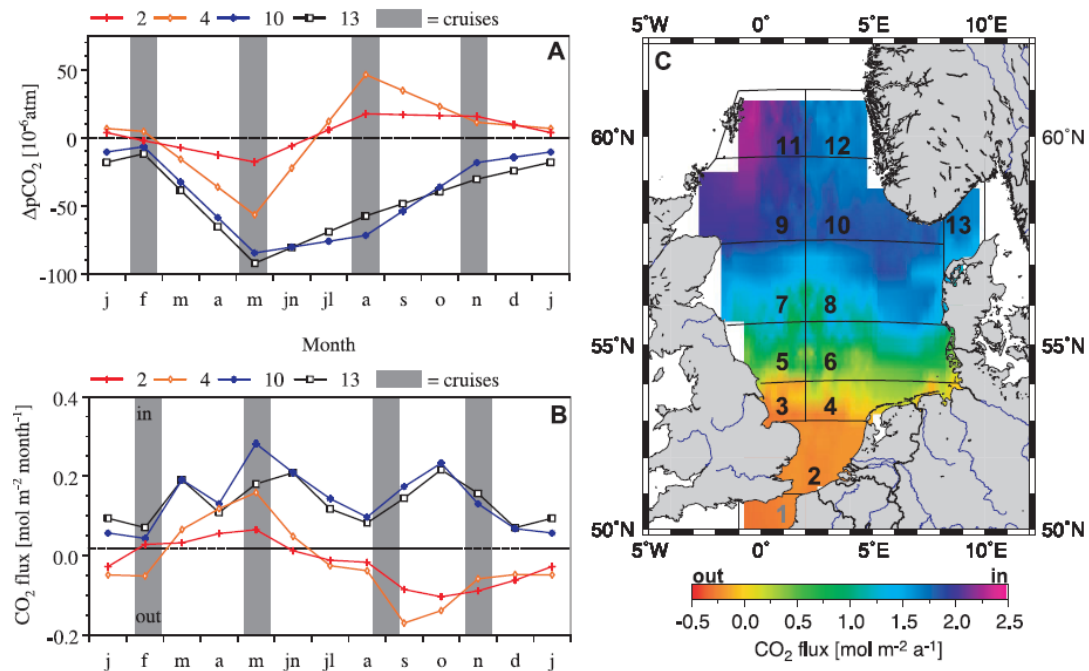 2 4 10 13 = cruises
A
50
0
-50
-100
ΔpCO₂ [10⁻⁶atm]
j f m a m jn jl a s o n d j
Month
2 4 10 13 = cruises
B
in
out
0.4
0.2
0.0
-0.2
CO₂ flux [mol m⁻² month⁻¹]
j f m a m jn jl a s o n d j
5°W 0° 5°E 10°E
C
60°N 60°N
55°N 55°N
50°N 50°N
11 12
9 10 13
7 8
5 6
3 4
2
1
5°W 0° 5°E 10°E
out in
-0.5 0.0 0.5 1.0 1.5 2.0 2.5
CO₂ flux [mol m⁻² a⁻¹]